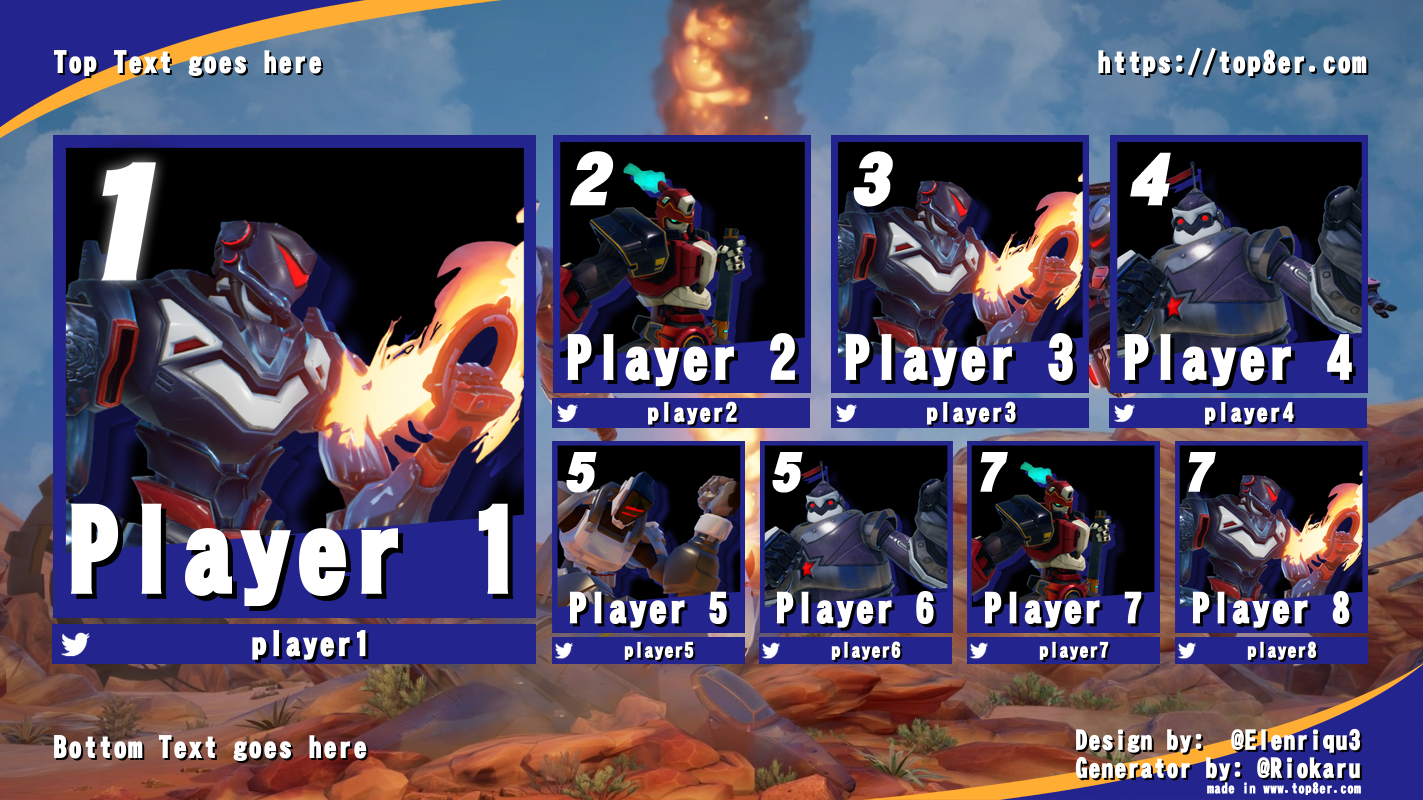 Top Text goes here
https://top8er.com
1
Player 1
player1
2
Player 2
player2
3
Player 3
player3
4
Player 4
player4
5
Player 5
player5
5
Player 6
player6
7
Player 7
player7
7
Player 8
player8
Bottom Text goes here
Design by: @Elenriqu3
Generator by: @Riokaru
made in www.top8er.com